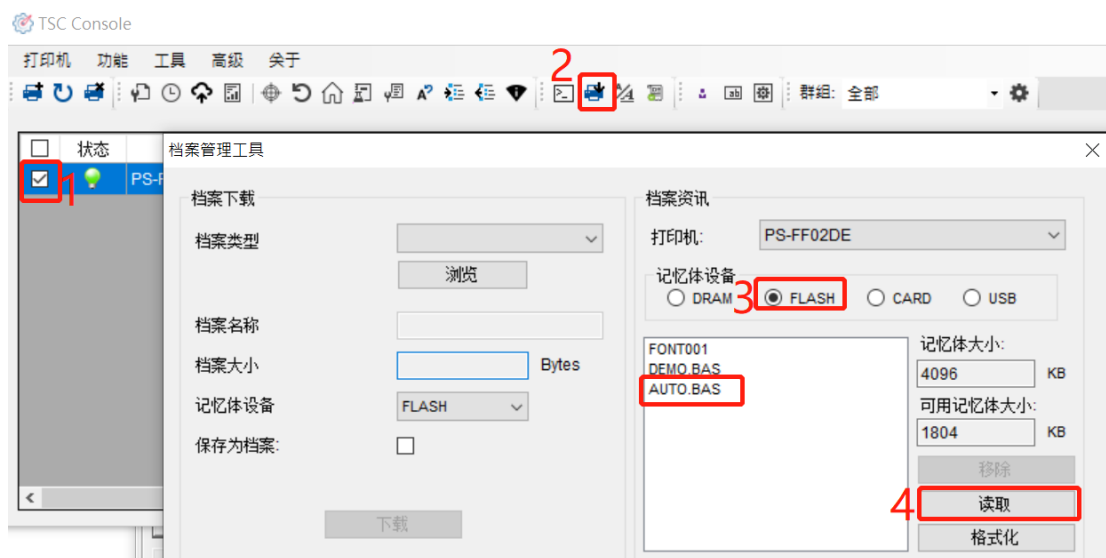 TSC Console
打印机 功能 工具 高级 关于
2
A?
ab
群组: 全部
状态
1
PS-F
档案管理工具
档案下载
档案类型
浏览
档案名称
档案大小
Bytes
记忆体设备
FLASH
保存为档案:
下载
档案资讯
打印机:
PS-FF02DE
记忆体设备
DRAM
3
FLASH
CARD
USB
FONT001
DEMO.BAS
AUTO.BAS
记忆体大小:
4096 KB
可用记忆体大小:
1804 KB
移除
4
读取
格式化